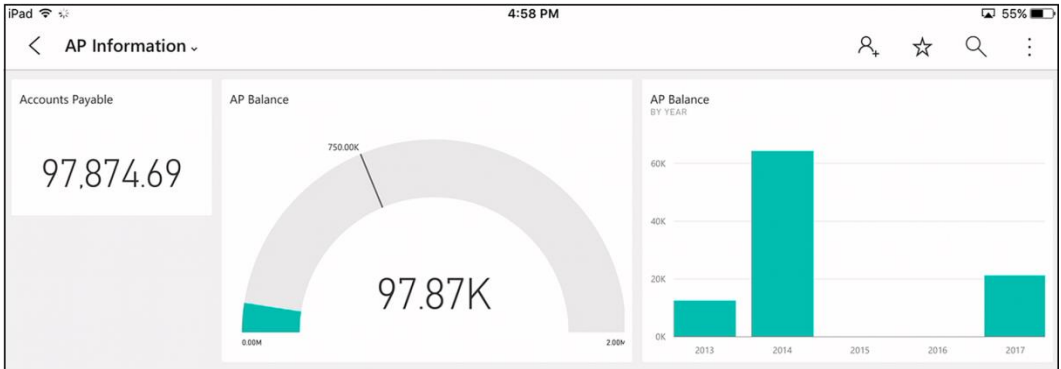 iPad 4:58 PM 55%
AP Information
Accounts Payable
97,874.69
AP Balance
750.00K
97.87K
0.00M 2.00M
AP Balance
BY YEAR
60K
40K
20K
0K
2013 2014 2015 2016 2017